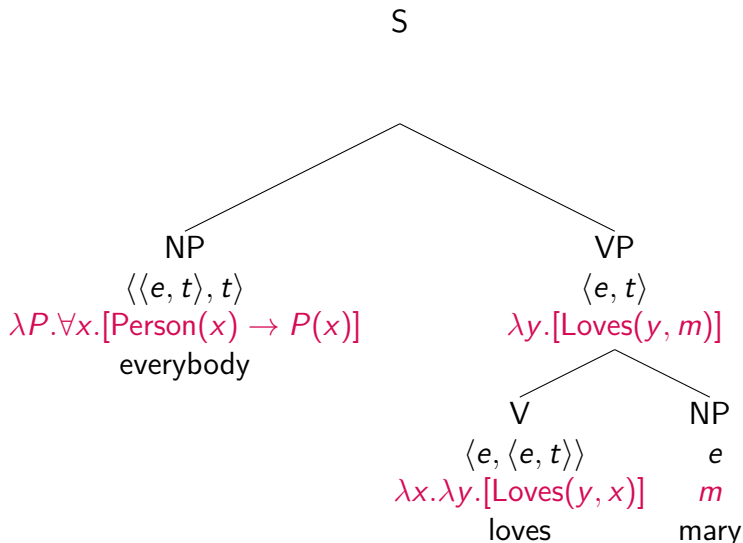 S
NP VP
⟨⟨e, t⟩, t⟩ ⟨e, t⟩
λP.∀x.[Person(x) → P(x)] λy.[Loves(y, m)]
everybody
V NP
⟨e, ⟨e, t⟩⟩ e
λx.λy.[Loves(y, x)] m
loves mary